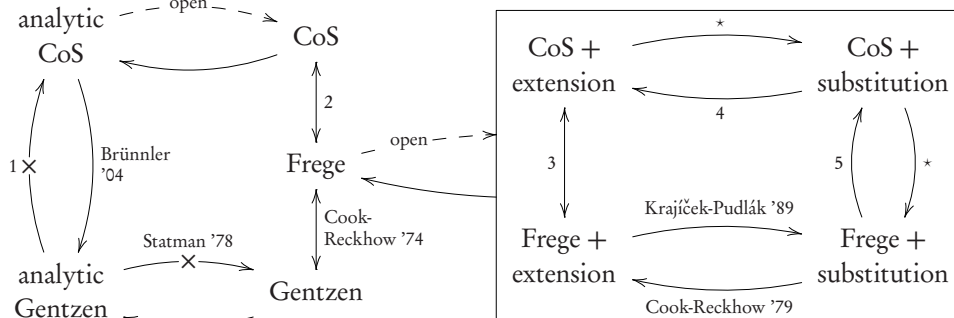 analytic
CoS
open
CoS
2
1
Brünnler
'04
Frege
open
Cook-
Reckhow '74
Statman '78
analytic
Gentzen
Gentzen
CoS +
extension
⋆
CoS +
substitution
4
3
5
⋆
Krajíček-Pudlák '89
Frege +
extension
Frege +
substitution
Cook-Reckhow '79